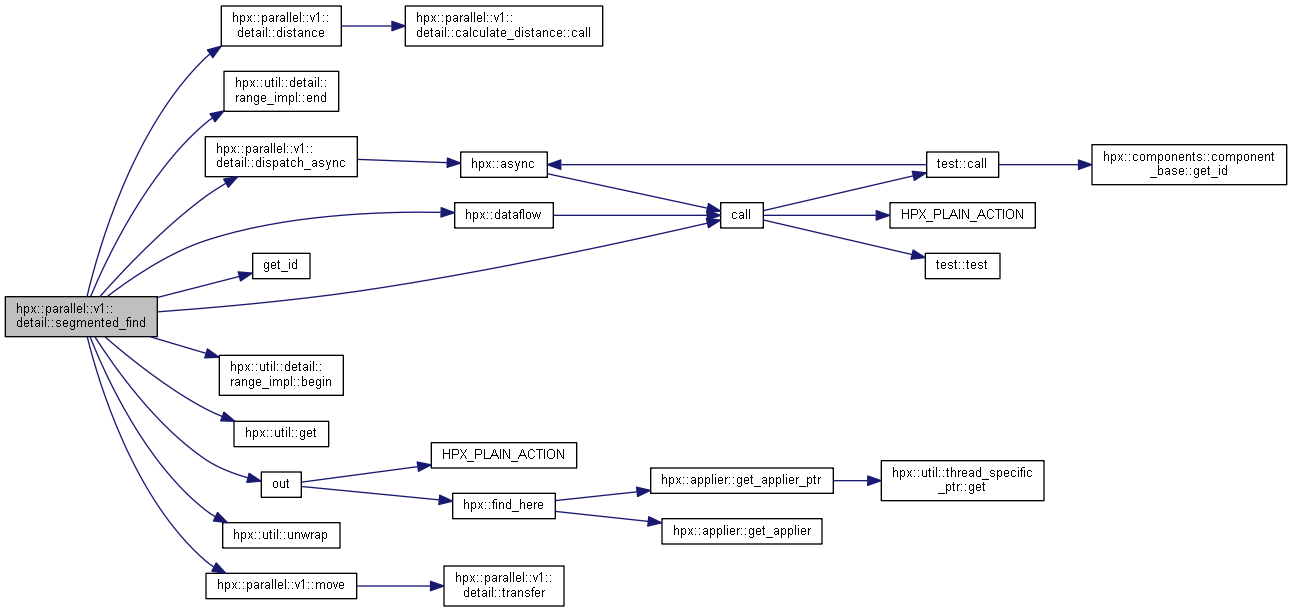 hpx::parallel::v1::
detail::distance
hpx::parallel::v1::
detail::calculate_distance::call
hpx::util::detail::
range_impl::end
hpx::parallel::v1::
detail::dispatch_async
hpx::async
test::call
hpx::components::component
_base::get_id
hpx::dataflow
call
HPX_PLAIN_ACTION
get_id
test::test
hpx::parallel::v1::
detail::segmented_find
hpx::util::detail::
range_impl::begin
hpx::util::get
HPX_PLAIN_ACTION
out
hpx::find_here
hpx::applier::get_applier_ptr
hpx::util::thread_specific
_ptr::get
hpx::applier::get_applier
hpx::util::unwrap
hpx::parallel::v1::move
hpx::parallel::v1::
detail::transfer